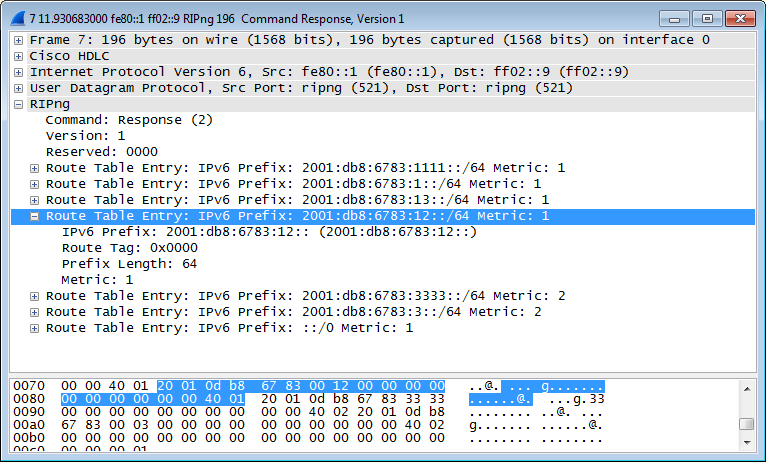 7 11.930683000 fe80::1 ff02::9 RIPng 196 Command Response, Version 1
Frame 7: 196 bytes on wire (1568 bits), 196 bytes captured (1568 bits) on interface 0
Cisco HDLC
Internet Protocol Version 6, Src: fe80::1 (fe80::1), Dst: ff02::9 (ff02::9)
User Datagram Protocol, Src Port: ripng (521), Dst Port: ripng (521)
RIPng
Command: Response (2)
Version: 1
Reserved: 0000
Route Table Entry: IPv6 Prefix: 2001:db8:6783:1111::/64 Metric: 1
Route Table Entry: IPv6 Prefix: 2001:db8:6783:1::/64 Metric: 1
Route Table Entry: IPv6 Prefix: 2001:db8:6783:13::/64 Metric: 1
Route Table Entry: IPv6 Prefix: 2001:db8:6783:12::/64 Metric: 1
IPv6 Prefix: 2001:db8:6783:12:: (2001:db8:6783:12::)
Route Tag: 0x0000
Prefix Length: 64
Metric: 1
Route Table Entry: IPv6 Prefix: 2001:db8:6783:3333::/64 Metric: 2
Route Table Entry: IPv6 Prefix: 2001:db8:6783:3::/64 Metric: 2
Route Table Entry: IPv6 Prefix: ::/0 Metric: 1
0070 00 00 40 01 20 01 0d b8 67 83 00 12 00 00 00 00 ..@. ... g.......
0080 00 00 00 00 00 00 40 01 20 01 0d b8 67 83 33 33 ......@. ...g.33
0090 00 00 00 00 00 00 00 00 00 00 40 02 20 01 0d b8 ........ ..@. ...
00a0 67 83 00 03 00 00 00 00 00 00 00 00 00 00 40 02 g....... ......@.
00b0 00 00 00 00 00 00 00 00 00 00 00 00 00 00 00 00 ........ ........
00c0 00 00 00 01